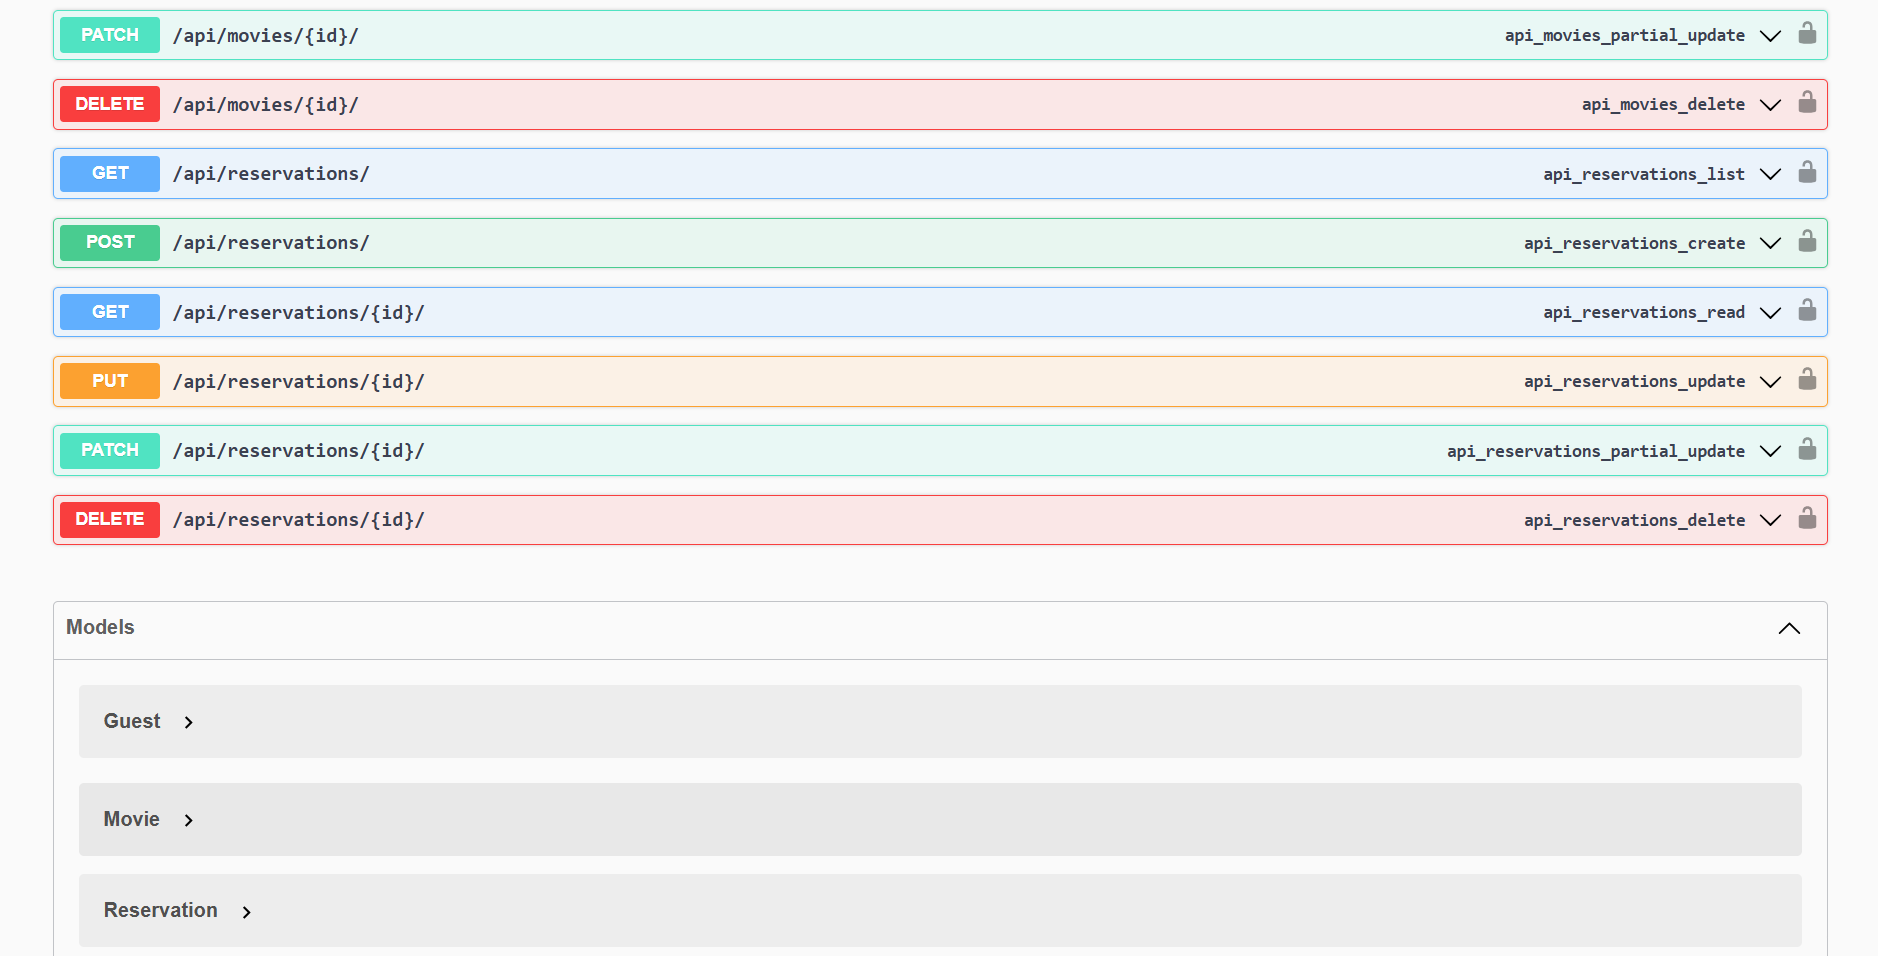 PATCH /api/movies/{id}/ api_movies_partial_update
DELETE /api/movies/{id}/ api_movies_delete
GET /api/reservations/ api_reservations_list
POST /api/reservations/ api_reservations_create
GET /api/reservations/{id}/ api_reservations_read
PUT /api/reservations/{id}/ api_reservations_update
PATCH /api/reservations/{id}/ api_reservations_partial_update
DELETE /api/reservations/{id}/ api_reservations_delete
Models
Guest
Movie
Reservation